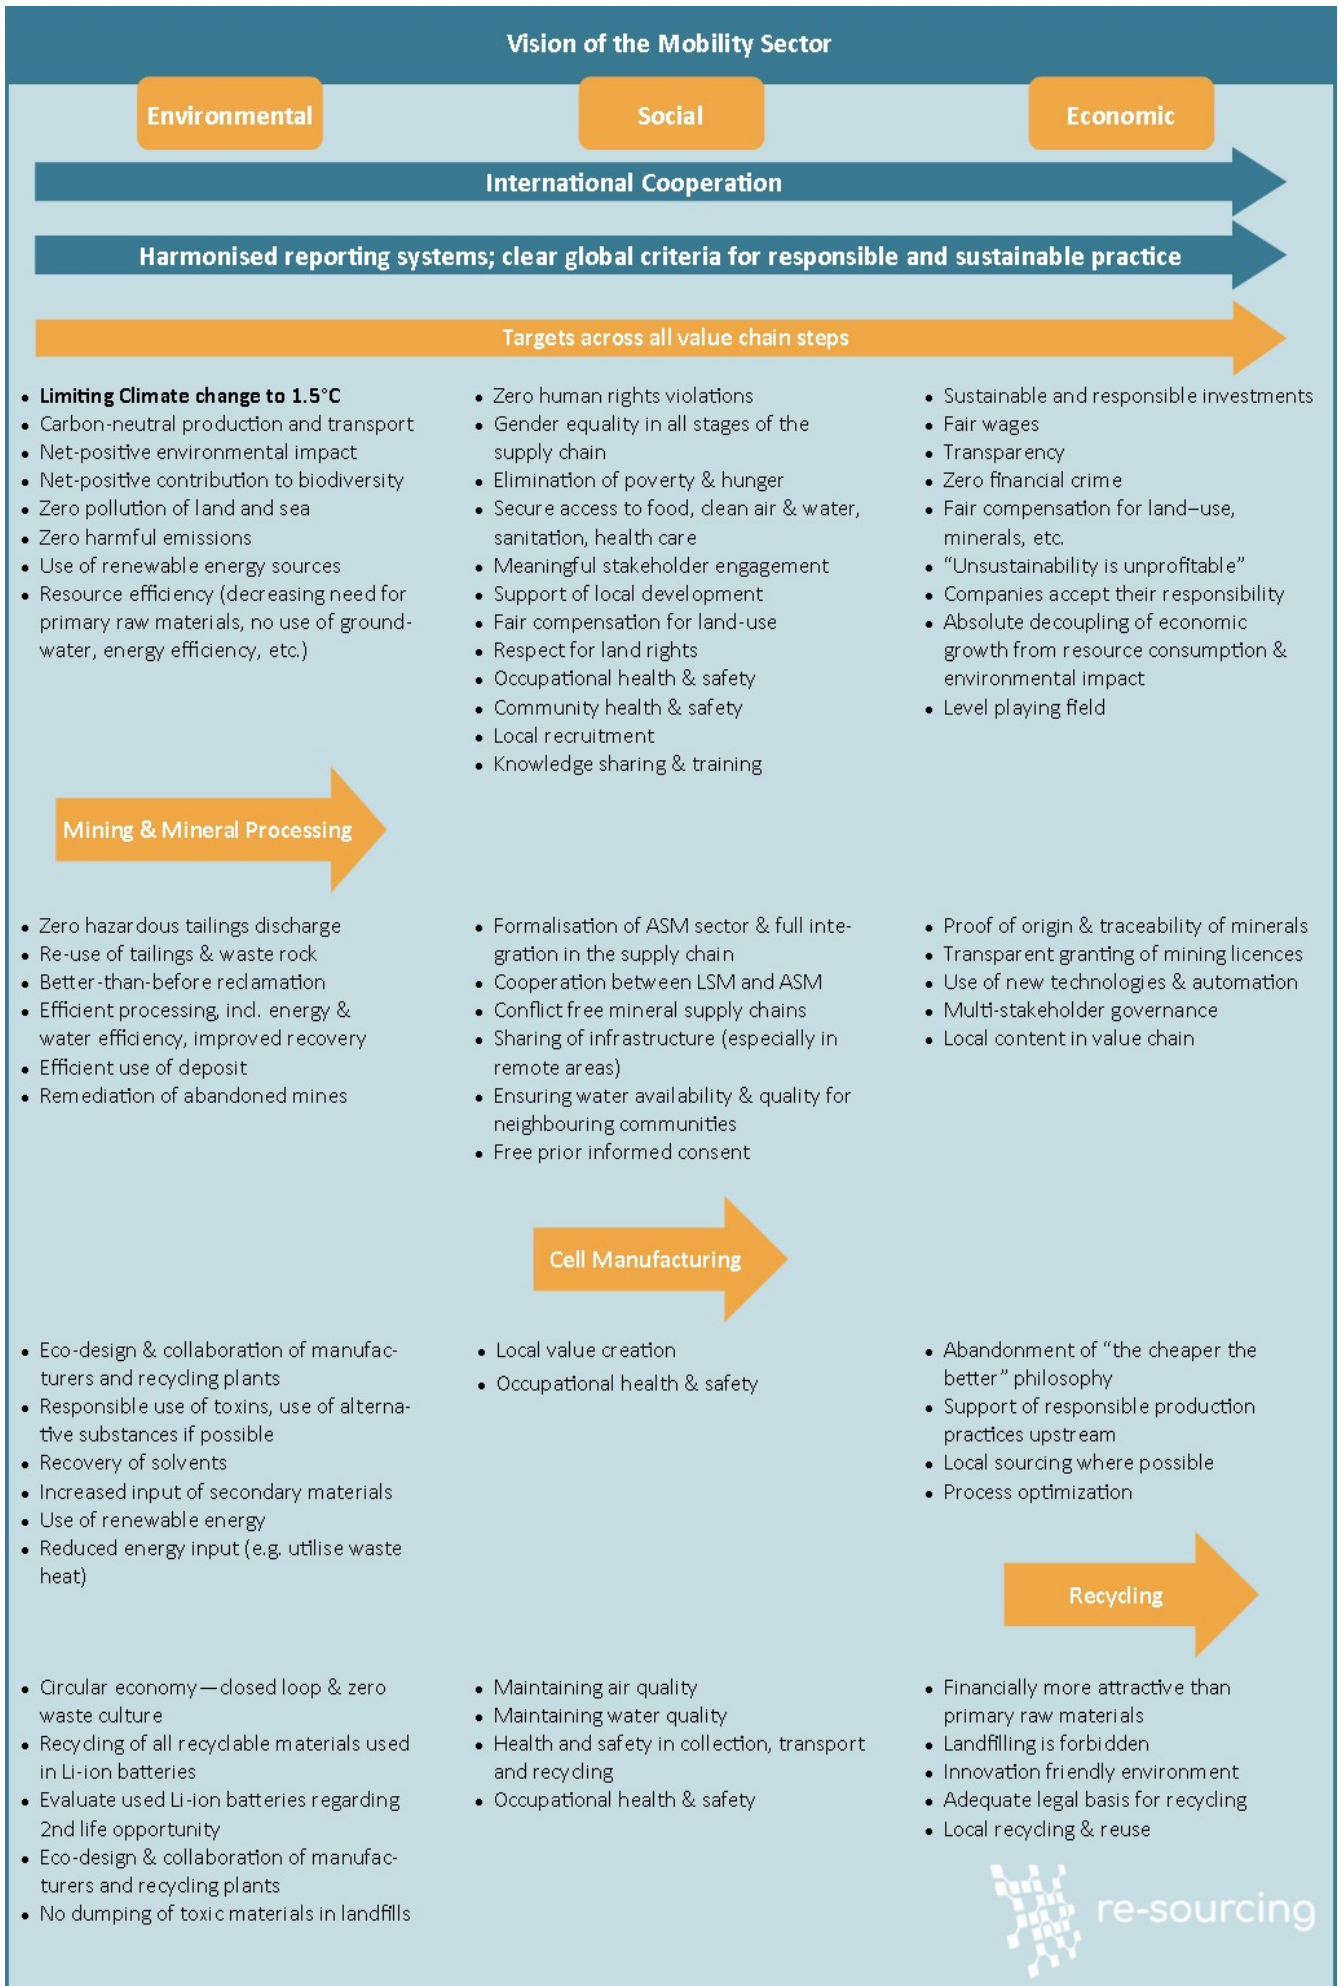 Vision of the Mobility Sector
Environmental
Social
Economic
International Cooperation
Harmonised reporting systems; clear global criteria for responsible and sustainable practice
Targets across all value chain steps
• Limiting Climate change to 1.5°C
• Carbon-neutral production and transport
• Net-positive environmental impact
• Net-positive contribution to biodiversity
• Zero pollution of land and sea
• Zero harmful emissions
• Use of renewable energy sources
• Resource efficiency (decreasing need for
primary raw materials, no use of ground-
water, energy efficiency, etc.)
• Zero human rights violations
• Gender equality in all stages of the
supply chain
• Elimination of poverty & hunger
• Secure access to food, clean air & water,
sanitation, health care
• Meaningful stakeholder engagement
• Support of local development
• Fair compensation for land-use
• Respect for land rights
• Occupational health & safety
• Community health & safety
• Local recruitment
• Knowledge sharing & training
• Sustainable and responsible investments
• Fair wages
• Transparency
• Zero financial crime
• Fair compensation for land–use,
minerals, etc.
• “Unsustainability is unprofitable”
• Companies accept their responsibility
• Absolute decoupling of economic
growth from resource consumption &
environmental impact
• Level playing field
Mining & Mineral Processing
• Zero hazardous tailings discharge
• Re-use of tailings & waste rock
• Better-than-before reclamation
• Efficient processing, incl. energy &
water efficiency, improved recovery
• Efficient use of deposit
• Remediation of abandoned mines
• Formalisation of ASM sector & full inte-
gration in the supply chain
• Cooperation between LSM and ASM
• Conflict free mineral supply chains
• Sharing of infrastructure (especially in
remote areas)
• Ensuring water availability & quality for
neighbouring communities
• Free prior informed consent
• Proof of origin & traceability of minerals
• Transparent granting of mining licences
• Use of new technologies & automation
• Multi-stakeholder governance
• Local content in value chain
Cell Manufacturing
• Eco-design & collaboration of manufac-
turers and recycling plants
• Responsible use of toxins, use of alterna-
tive substances if possible
• Recovery of solvents
• Increased input of secondary materials
• Use of renewable energy
• Reduced energy input (e.g. utilise waste
heat)
• Local value creation
• Occupational health & safety
• Abandonment of “the cheaper the
better” philosophy
• Support of responsible production
practices upstream
• Local sourcing where possible
• Process optimization
Recycling
• Circular economy—closed loop & zero
waste culture
• Recycling of all recyclable materials used
in Li-ion batteries
• Evaluate used Li-ion batteries regarding
2nd life opportunity
• Eco-design & collaboration of manufac-
turers and recycling plants
• No dumping of toxic materials in landfills
• Maintaining air quality
• Maintaining water quality
• Health and safety in collection, transport
and recycling
• Occupational health & safety
• Financially more attractive than
primary raw materials
• Landfilling is forbidden
• Innovation friendly environment
• Adequate legal basis for recycling
• Local recycling & reuse
re-sourcing